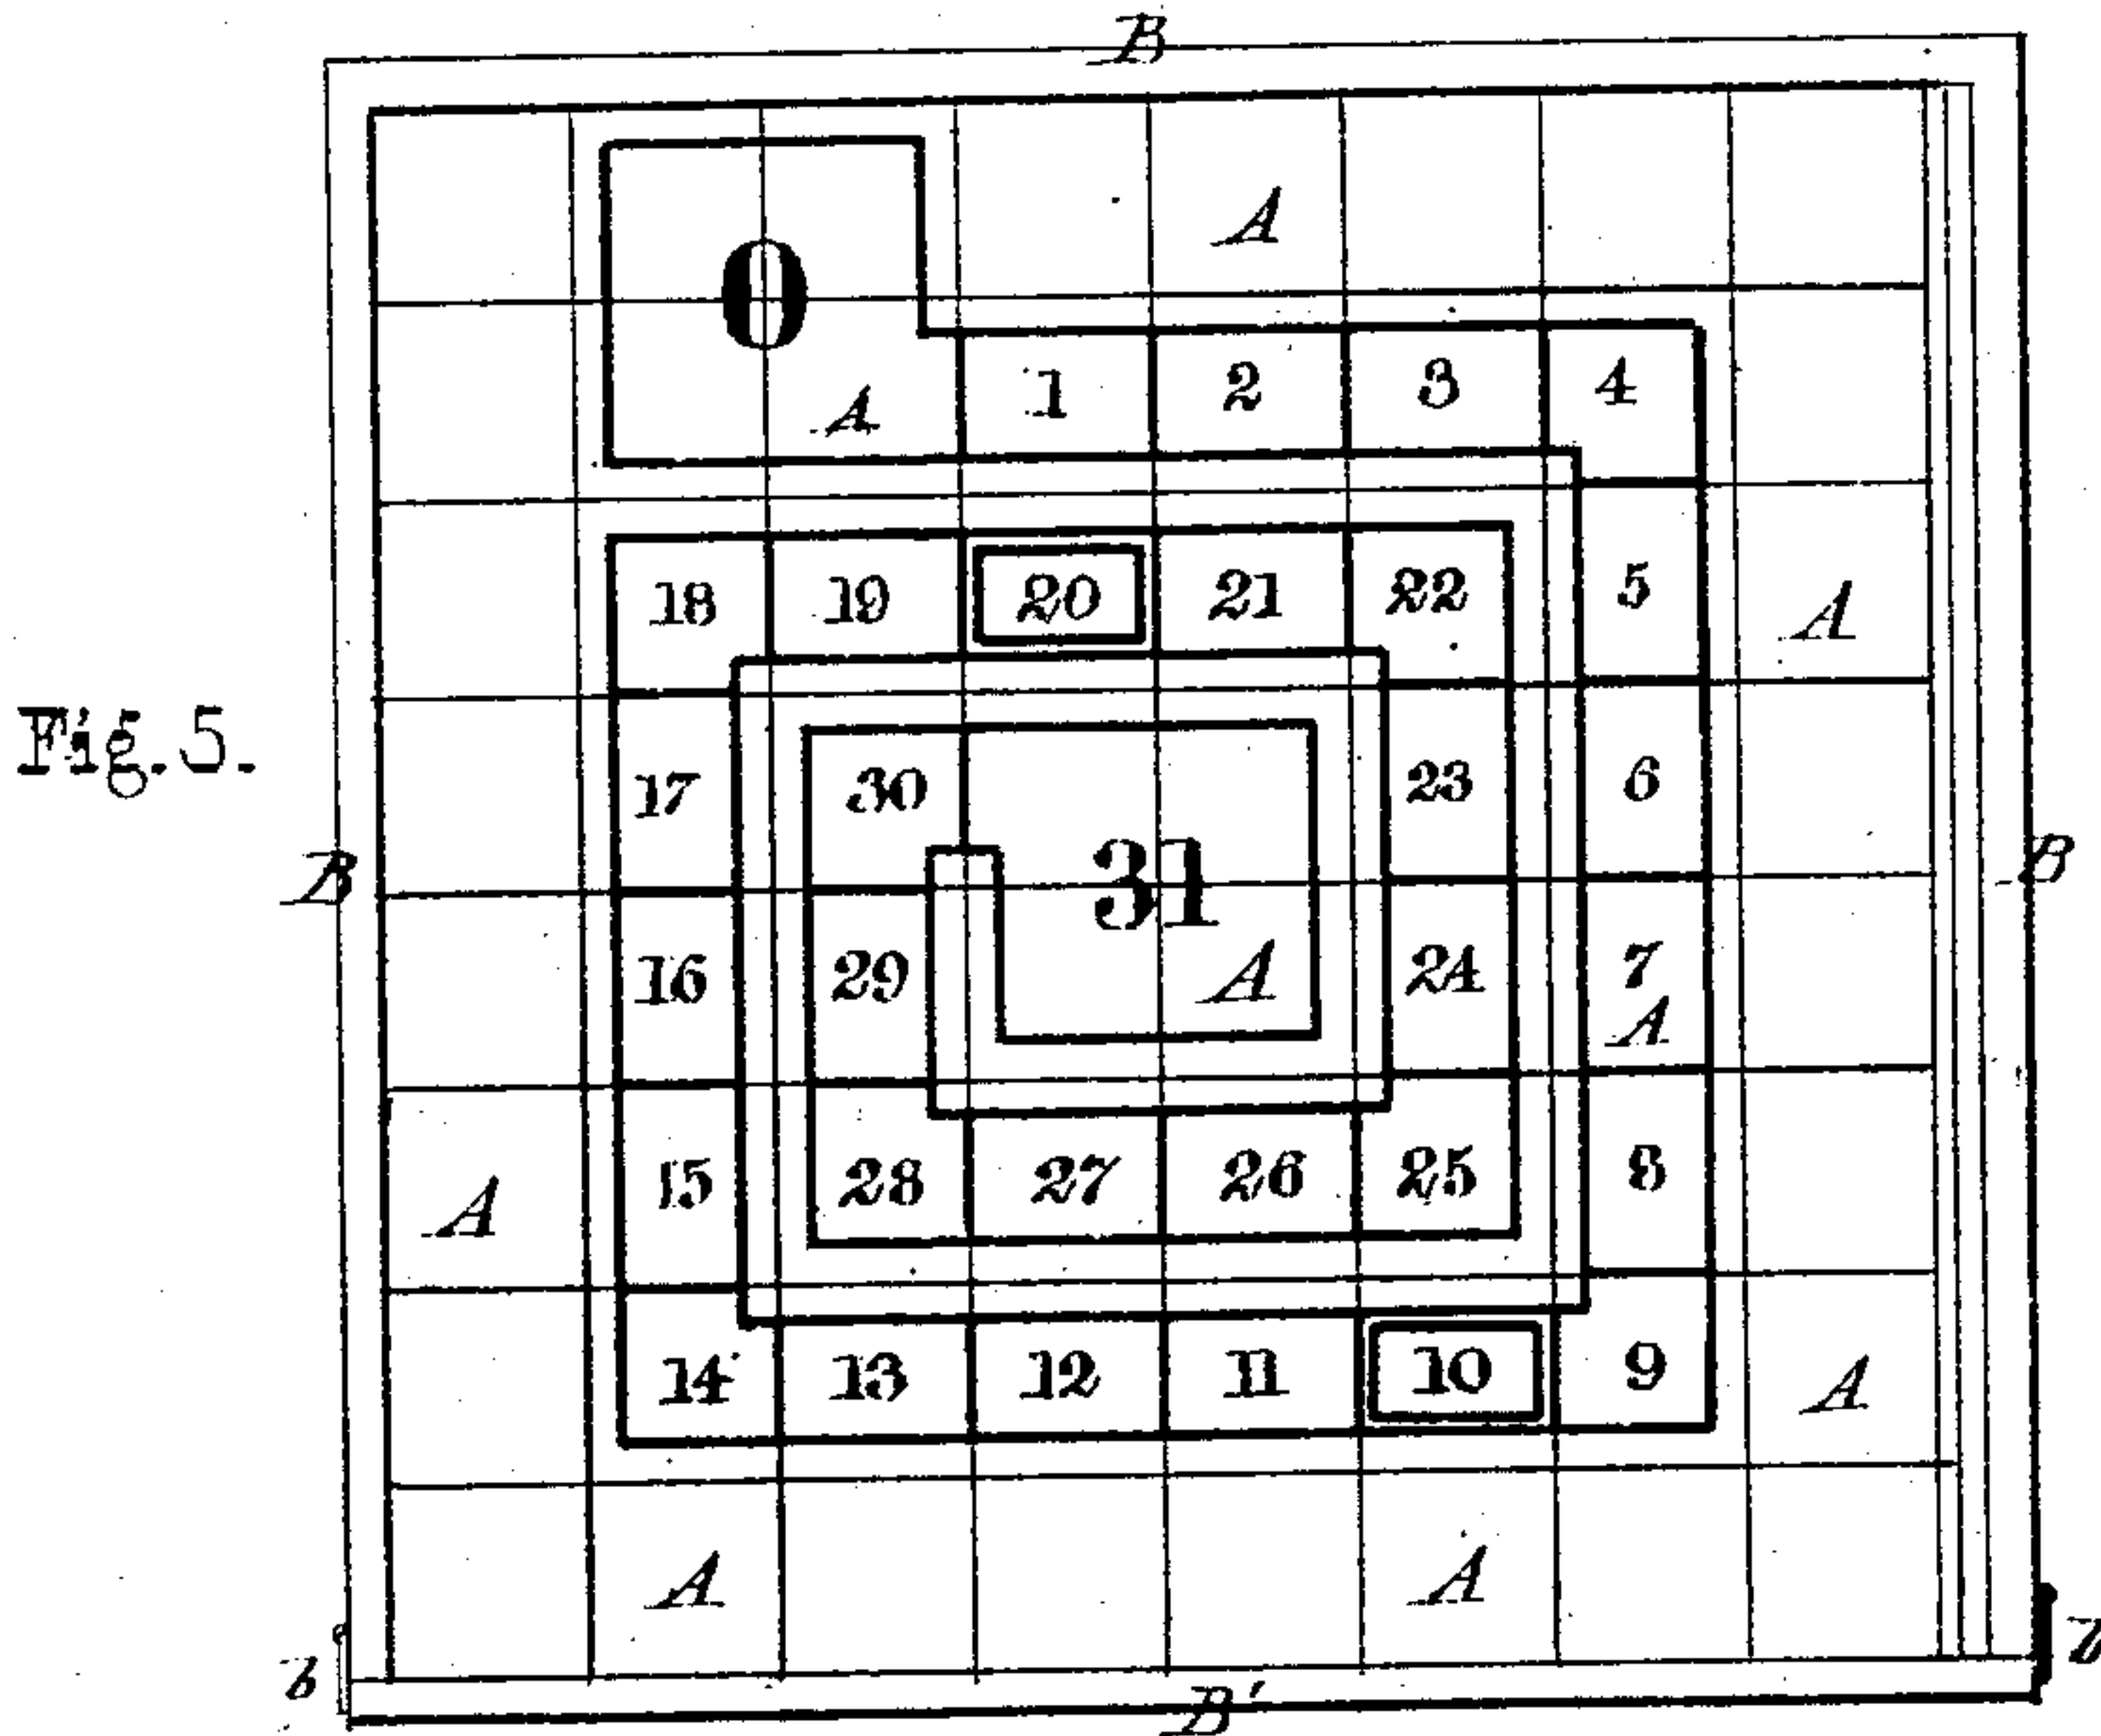 B
A
0
A 1 2 3 4
18 19 20 21 22 5 A
Fig. 5.
17 30 23 6
B 31 B
16 29 A 24 7
A
A 15 28 27 26 25 8
14 13 12 11 10 9 A
A A
b b
B'